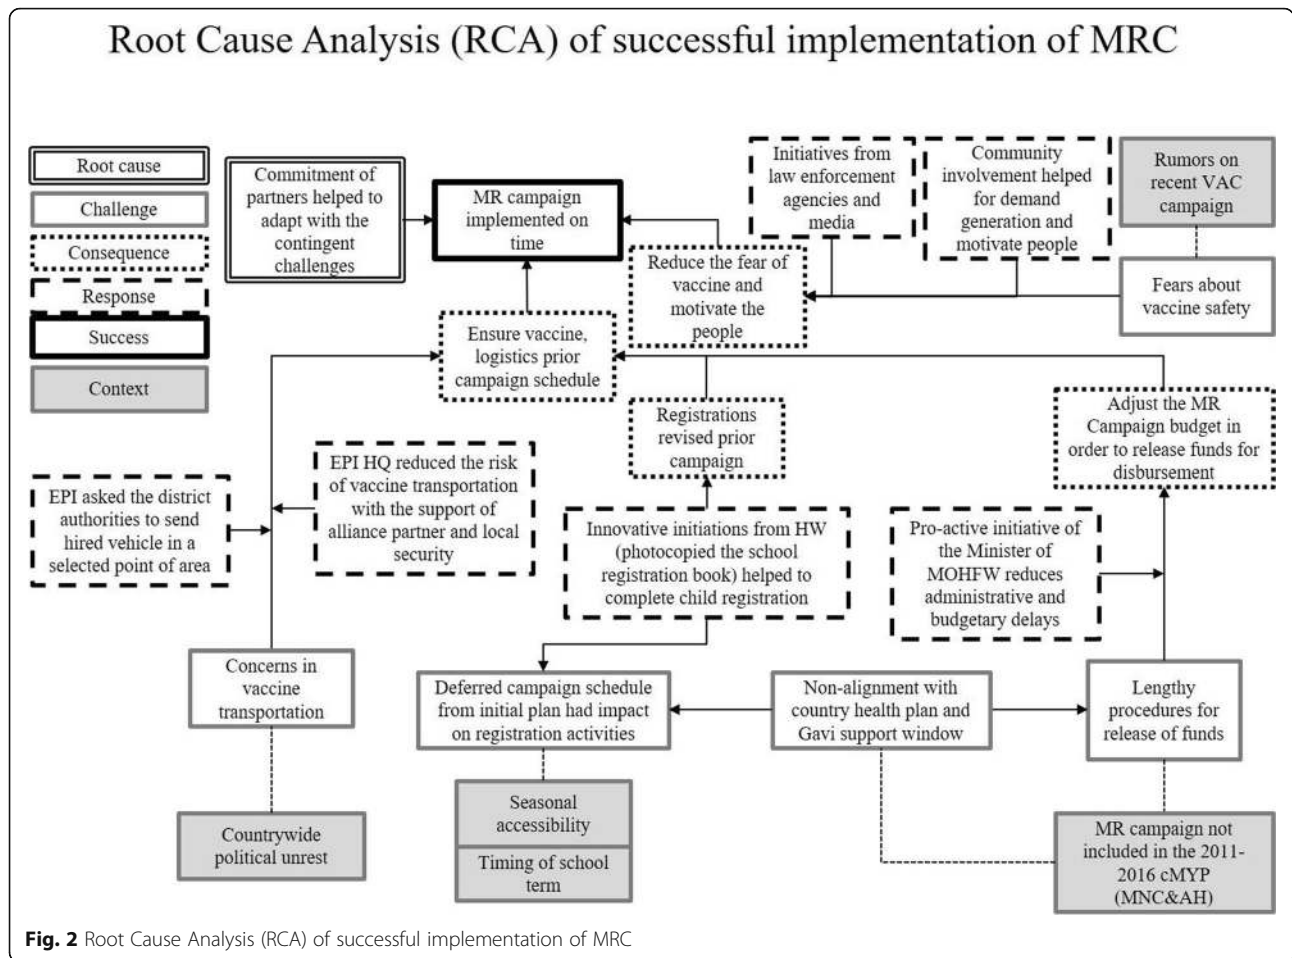 Root Cause Analysis (RCA) of successful implementation of MRC
Root cause
Challenge
Consequence
Response
Success
Context
Commitment of
partners helped to
adapt with the
contingent
challenges
MR campaign
implemented on
time
Initiatives from
law enforcement
agencies and
media
Community
involvement helped
for demand
generation and
motivate people
Rumors on
recent VAC
campaign
Reduce the fear of
vaccine and
motivate the
people
Fears about
vaccine safety
Ensure vaccine,
logistics prior
campaign schedule
Registrations
revised prior
campaign
Adjust the MR
Campaign budget in
order to release funds for
disbursement
EPI asked the district
authorities to send
hired vehicle in a
selected point of area
EPI HQ reduced the risk
of vaccine transportation
with the support of
alliance partner and local
security
Innovative initiations from HW
(photocopied the school
registration book) helped to
complete child registration
Pro-active initiative of
the Minister of
MOHFW reduces
administrative and
budgetary delays
Concerns in
vaccine
transportation
Deferred campaign schedule
from initial plan had impact
on registration activities
Non-alignment with
country health plan and
Gavi support window
Lengthy
procedures for
release of funds
Countrywide
political unrest
Seasonal
accessibility
Timing of school
term
MR campaign not
included in the 2011-
2016 cMYP
(MNC&AH)
Fig. 2 Root Cause Analysis (RCA) of successful implementation of MRC